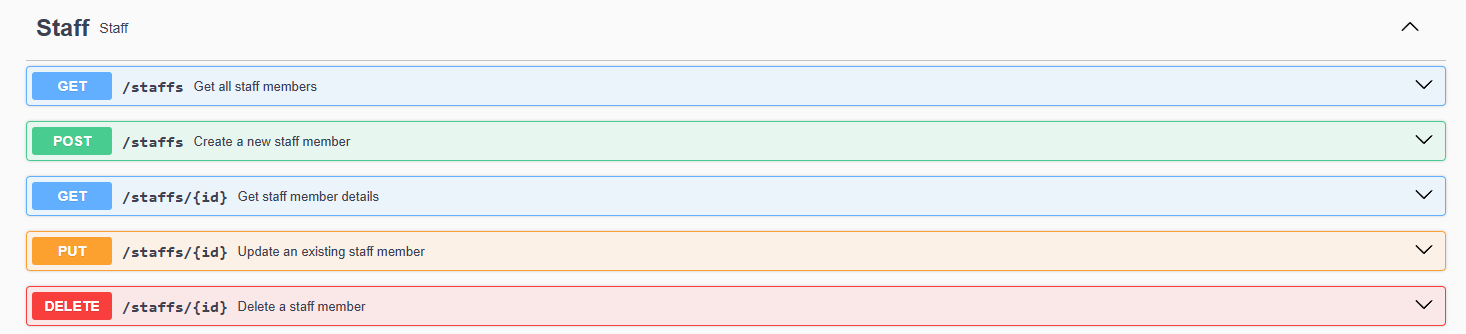 Staff Staff
GET /staffs Get all staff members
POST /staffs Create a new staff member
GET /staffs/{id} Get staff member details
PUT /staffs/{id} Update an existing staff member
DELETE /staffs/{id} Delete a staff member